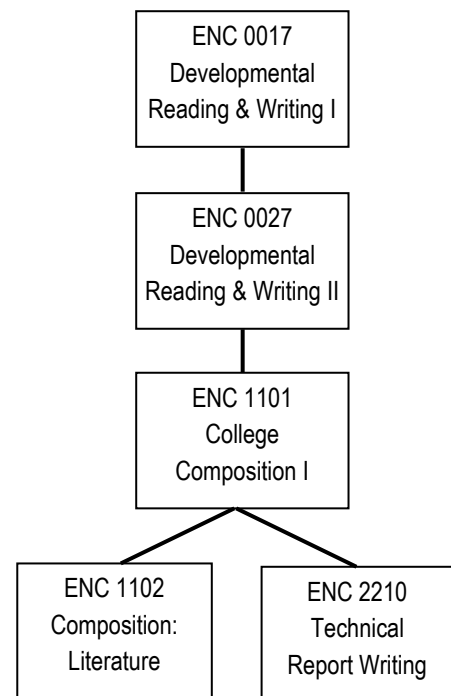 ENC 0017
Developmental
Reading & Writing I
ENC 0027
Developmental
Reading & Writing II
ENC 1101
College
Composition I
ENC 1102
Composition:
Literature
ENC 2210
Technical
Report Writing